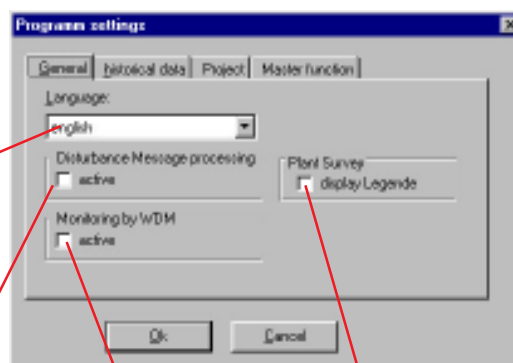 Programm settings
General historical data Project Master function
Language:
english
Disturbance Message processing
active
Plant Survey
display Legende
Monitoring by WDM
active
Ok Cancel